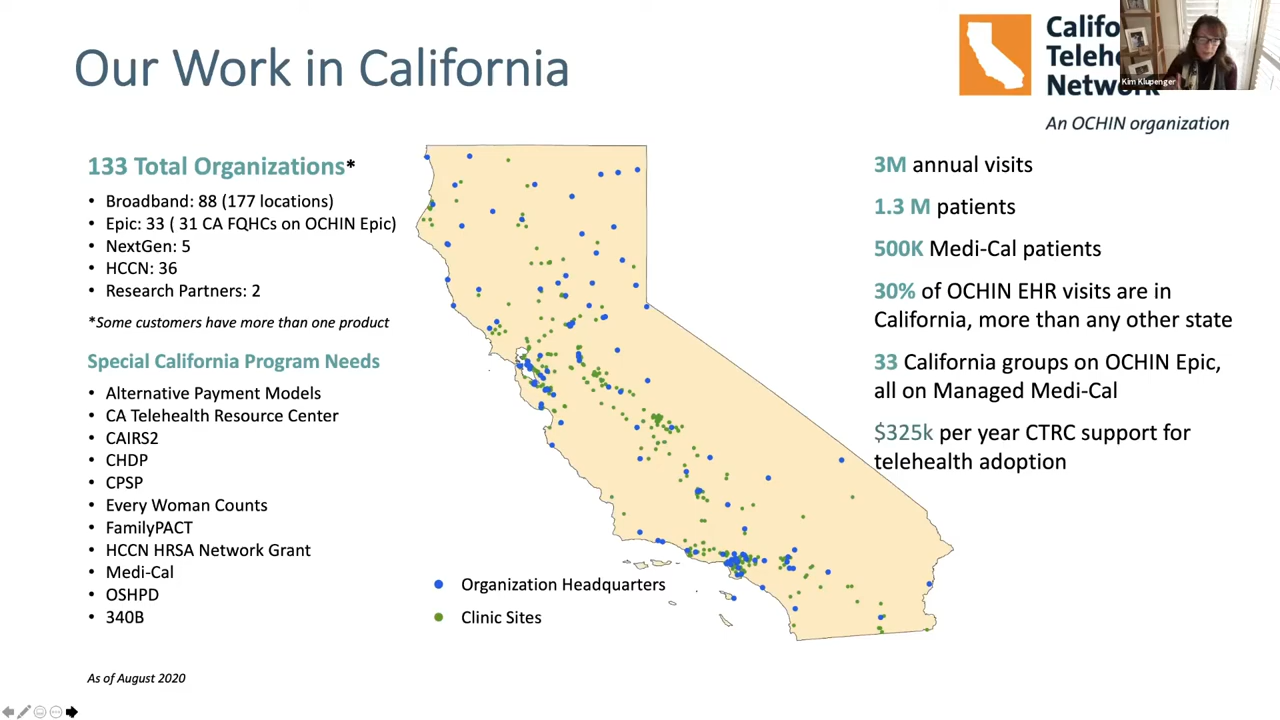 Our Work in California
Califo
Teleh
Network
An OCHIN organization
Kim Klupenger
133 Total Organizations*
• Broadband: 88 (177 locations)
• Epic: 33 ( 31 CA FQHCs on OCHIN Epic)
• NextGen: 5
• HCCN: 36
• Research Partners: 2
*Some customers have more than one product
Special California Program Needs
• Alternative Payment Models
• CA Telehealth Resource Center
• CAIRS2
• CHDP
• CPSP
• Every Woman Counts
• FamilyPACT
• HCCN HRSA Network Grant
• Medi-Cal
• OSHPD
• 340B
As of August 2020
Organization Headquarters
Clinic Sites
3M annual visits
1.3 M patients
500K Medi-Cal patients
30% of OCHIN EHR visits are in
California, more than any other state
33 California groups on OCHIN Epic,
all on Managed Medi-Cal
$325k per year CTRC support for
telehealth adoption